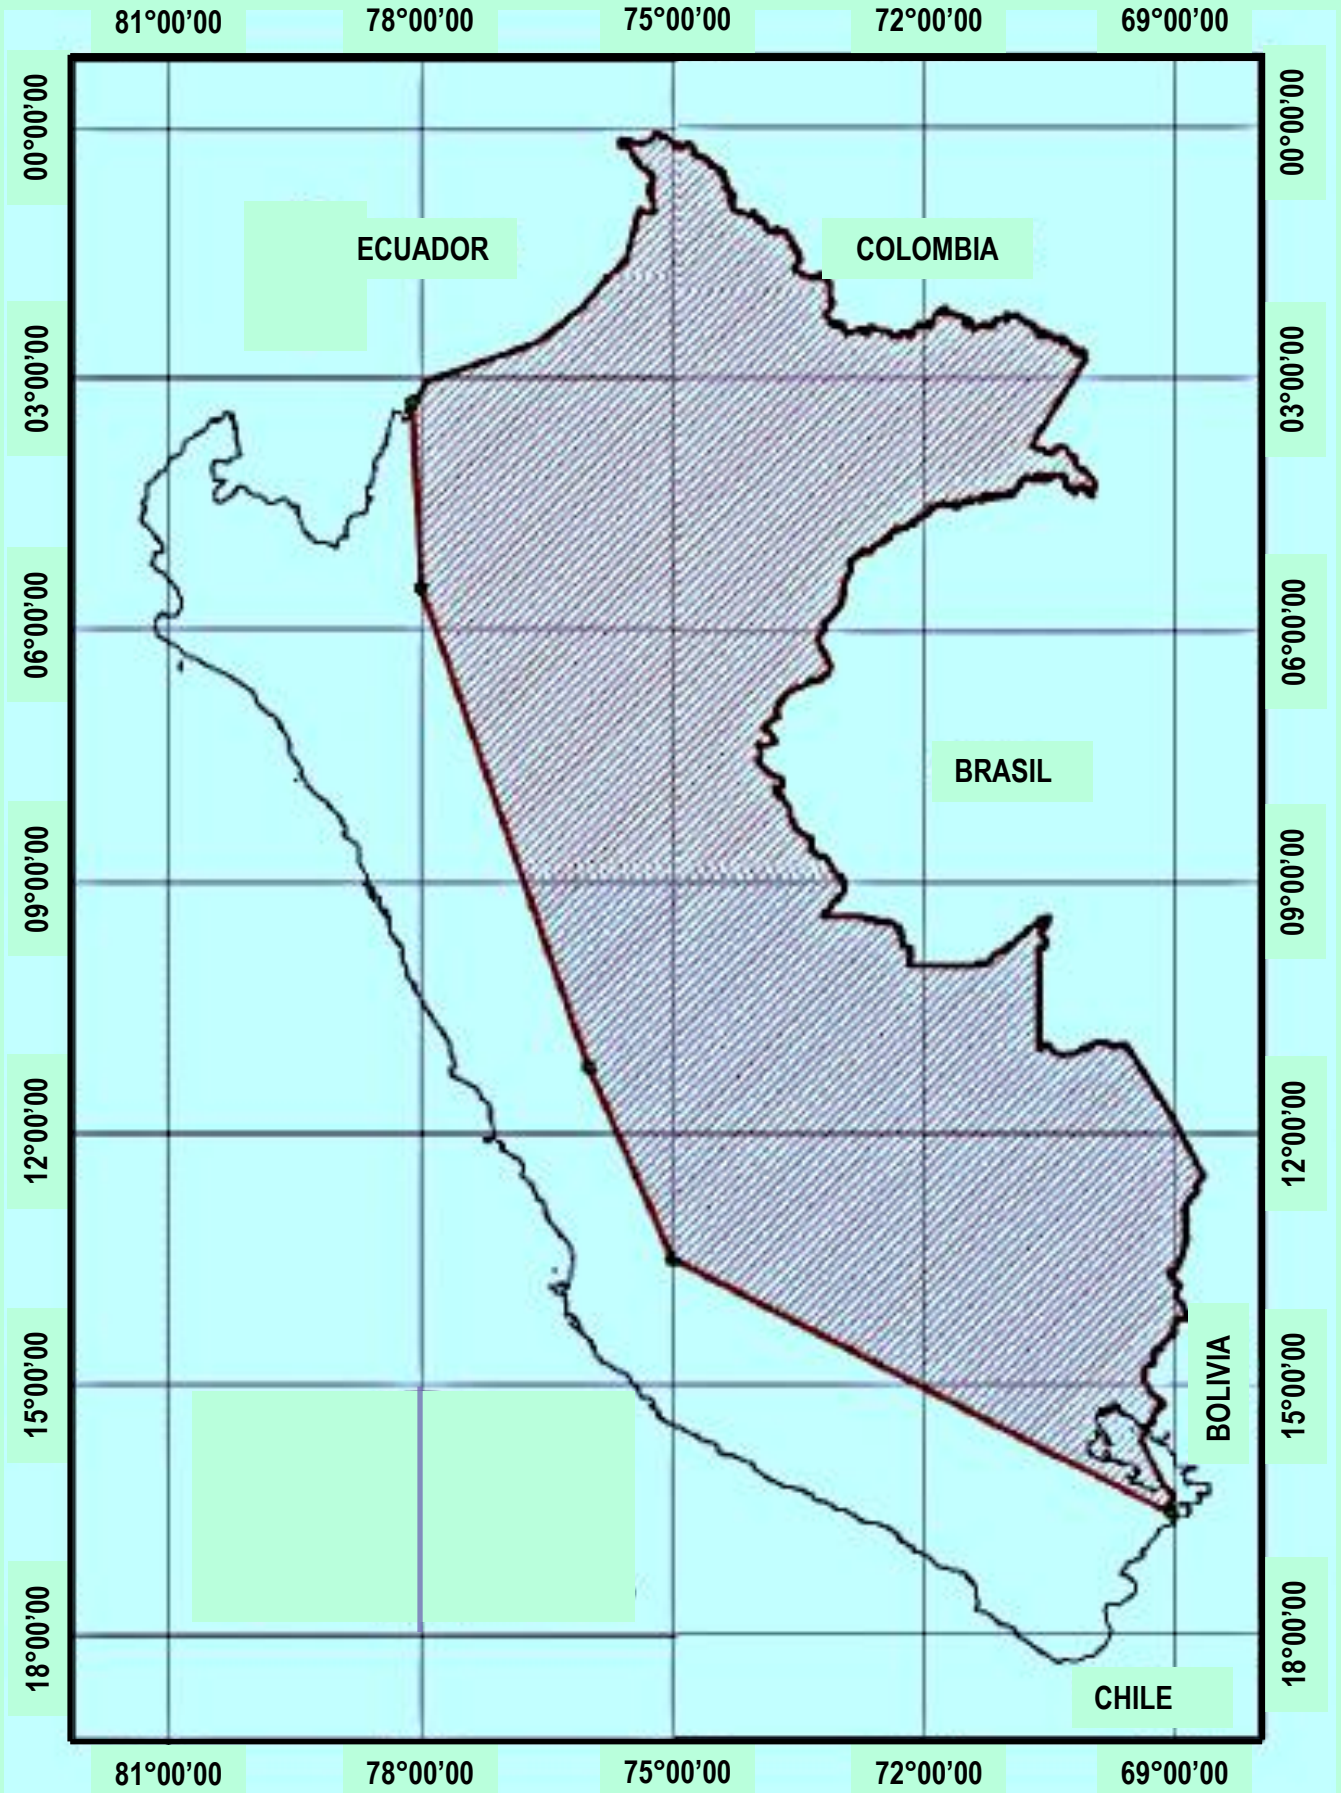 81°00'00 78°00'00 75°00'00 72°00'00 69°00'00
00°00'00 00°00'00
ECUADOR COLOMBIA
03°00'00 03°00'00
06°00'00 06°00'00
BRASIL
09°00'00 09°00'00
12°00'00 12°00'00
15°00'00 BOLIVIA 15°00'00
18°00'00 18°00'00
CHILE
81°00'00 78°00'00 75°00'00 72°00'00 69°00'00